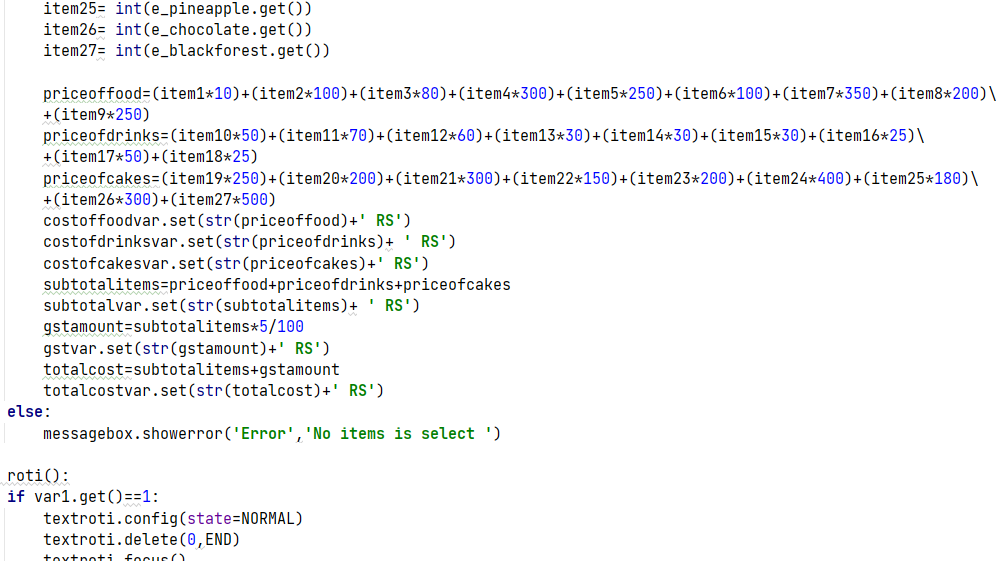 item25= int(e_pineapple.get())
item26= int(e_chocolate.get())
item27= int(e_blackforest.get())
priceoffood=(item1*10)+(item2*100)+(item3*80)+(item4*300)+(item5*250)+(item6*100)+(item7*350)+(item8*200)\
+(item9*250)
priceofdrinks=(item10*50)+(item11*70)+(item12*60)+(item13*30)+(item14*30)+(item15*30)+(item16*25)\
+(item17*50)+(item18*25)
priceofcakes=(item19*250)+(item20*200)+(item21*300)+(item22*150)+(item23*200)+(item24*400)+(item25*180)\
+(item26*300)+(item27*500)
costoffoodvar.set(str(priceoffood)+' RS')
costofdrinksvar.set(str(priceofdrinks)+ ' RS')
costofcakesvar.set(str(priceofcakes)+' RS')
subtotalitems=priceoffood+priceofdrinks+priceofcakes
subtotalvar.set(str(subtotalitems)+ ' RS')
gstamount=subtotalitems*5/100
gstvar.set(str(gstamount)+' RS')
totalcost=subtotalitems+gstamount
totalcostvar.set(str(totalcost)+' RS')
else:
messagebox.showerror('Error','No items is select ')
roti():
if var1.get()==1:
textroti.config(state=NORMAL)
textroti.delete(0,END)
textroti.focus()